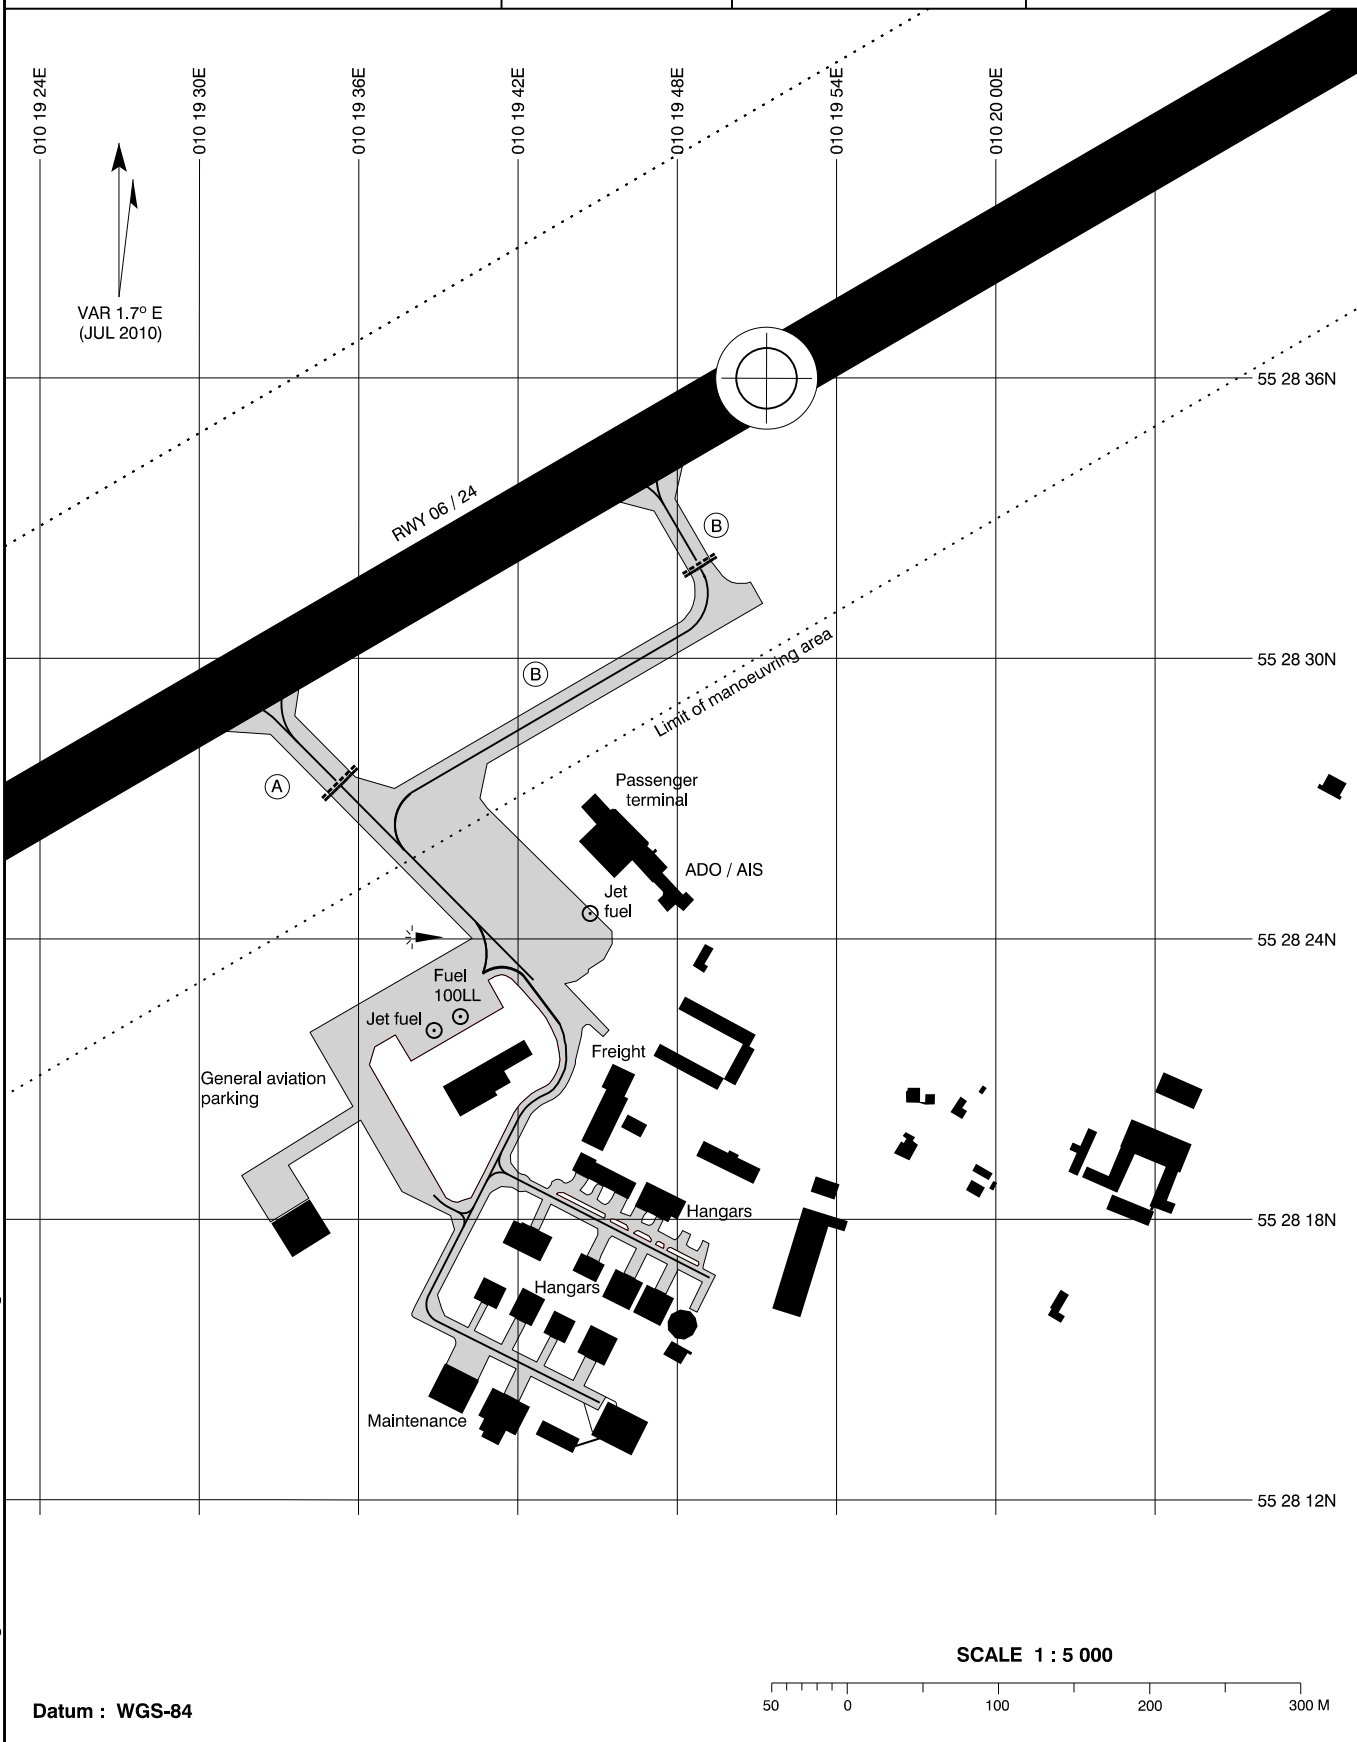 010 19 24E
010 19 30E
010 19 36E
010 19 42E
010 19 48E
010 19 54E
010 20 00E
VAR 1.7° E
(JUL 2010)
55 28 36N
RWY 06 / 24
B
55 28 30N
B
Limit of manoeuvring area
A
Passenger
terminal
ADO / AIS
Jet
fuel
55 28 24N
Fuel
100LL
Jet fuel
Freight
General aviation
parking
Hangars
55 28 18N
Hangars
Maintenance
55 28 12N
SCALE 1 : 5 000
50 0 100 200 300 M
Datum : WGS-84